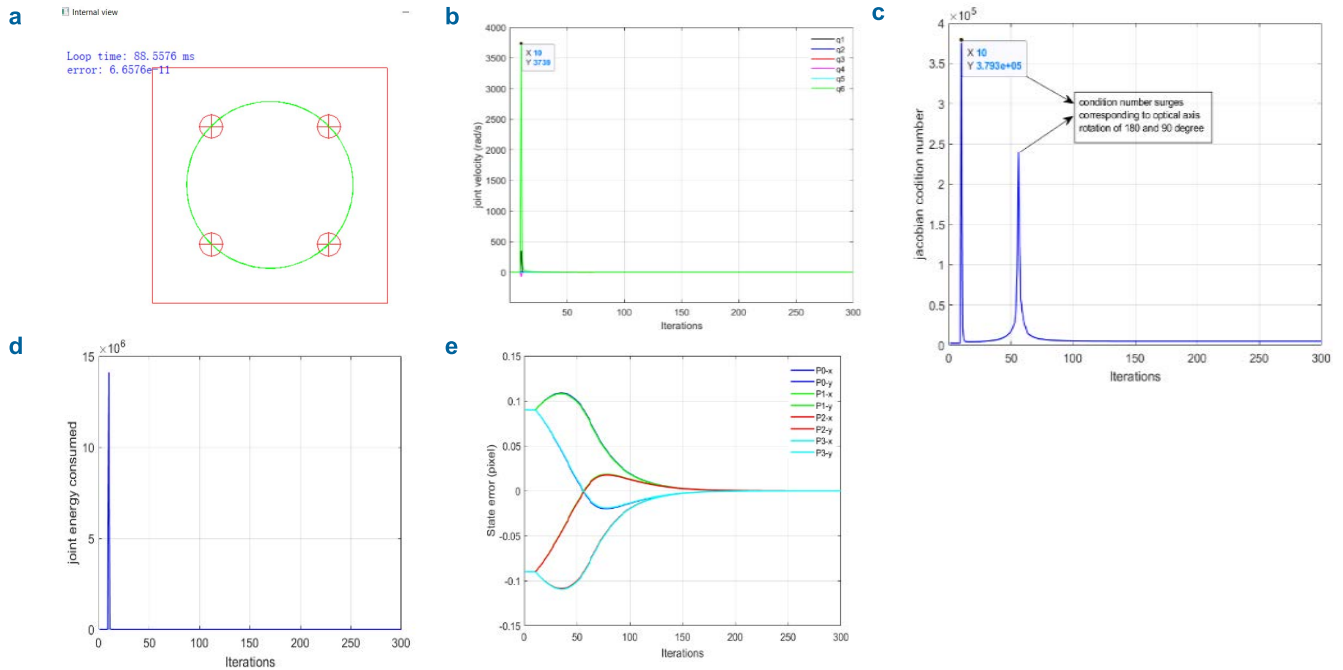 a
Internal view
Loop time: 88.5576 ms
error: 6.6576e-11
b
4000
3500
3000
2500
2000
1500
1000
500
0
joint velocity (rad/s)
X 10
Y 3739
q1
q2
q3
q4
q5
q6
50
100
150
200
250
300
Iterations
c
×10^5
4
3.5
3
2.5
2
1.5
1
0.5
0
jacobian codition number
X 10
Y 3.793e+05
condition number surges
corresponding to optical axis
rotation of 180 and 90 degree
0
50
100
150
200
250
300
Iterations
d
×10^6
15
10
5
0
joint energy consumed
0
50
100
150
200
250
300
Iterations
e
0.15
0.1
0.05
0
-0.05
-0.1
-0.15
State error (pixel)
P0-x
P0-y
P1-x
P1-y
P2-x
P2-y
P3-x
P3-y
0
50
100
150
200
250
300
Iterations